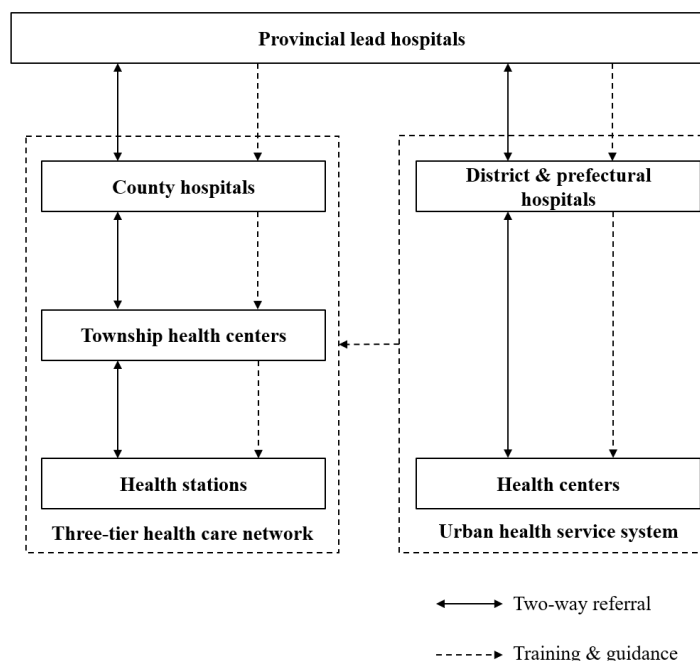 Provincial lead hospitals
County hospitals
District & prefectural
hospitals
Township health centers
Health stations
Health centers
Three-tier health care network
Urban health service system
Two-way referral
Training & guidance